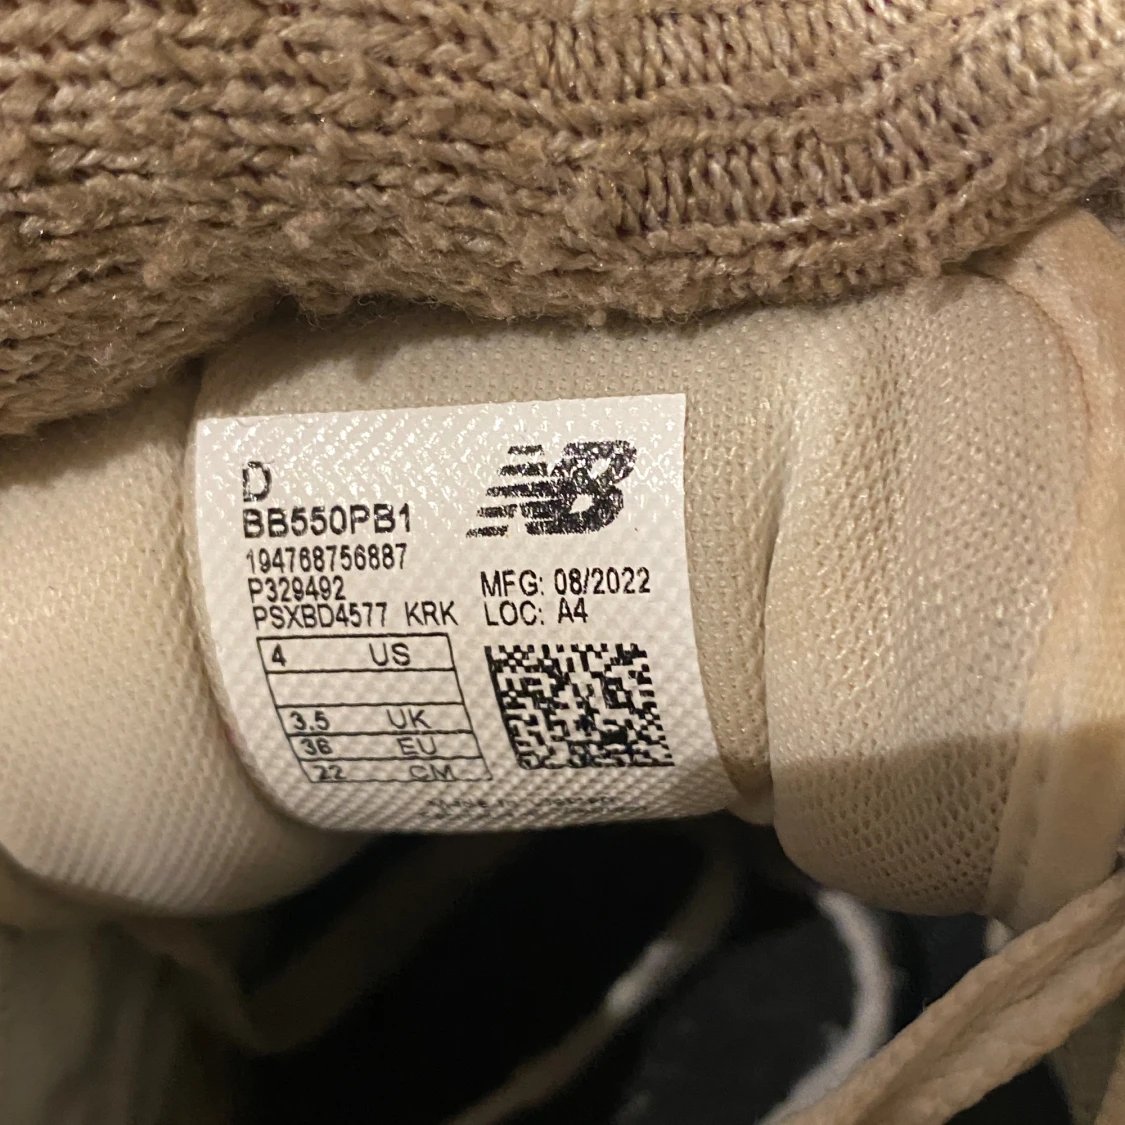 D
NB
BB550PB1
194768756887
P329492
MFG: 08/2022
PSXBD4577 KRK
LOC: A4
4 US
3.5 UK
36 EU
22 CM